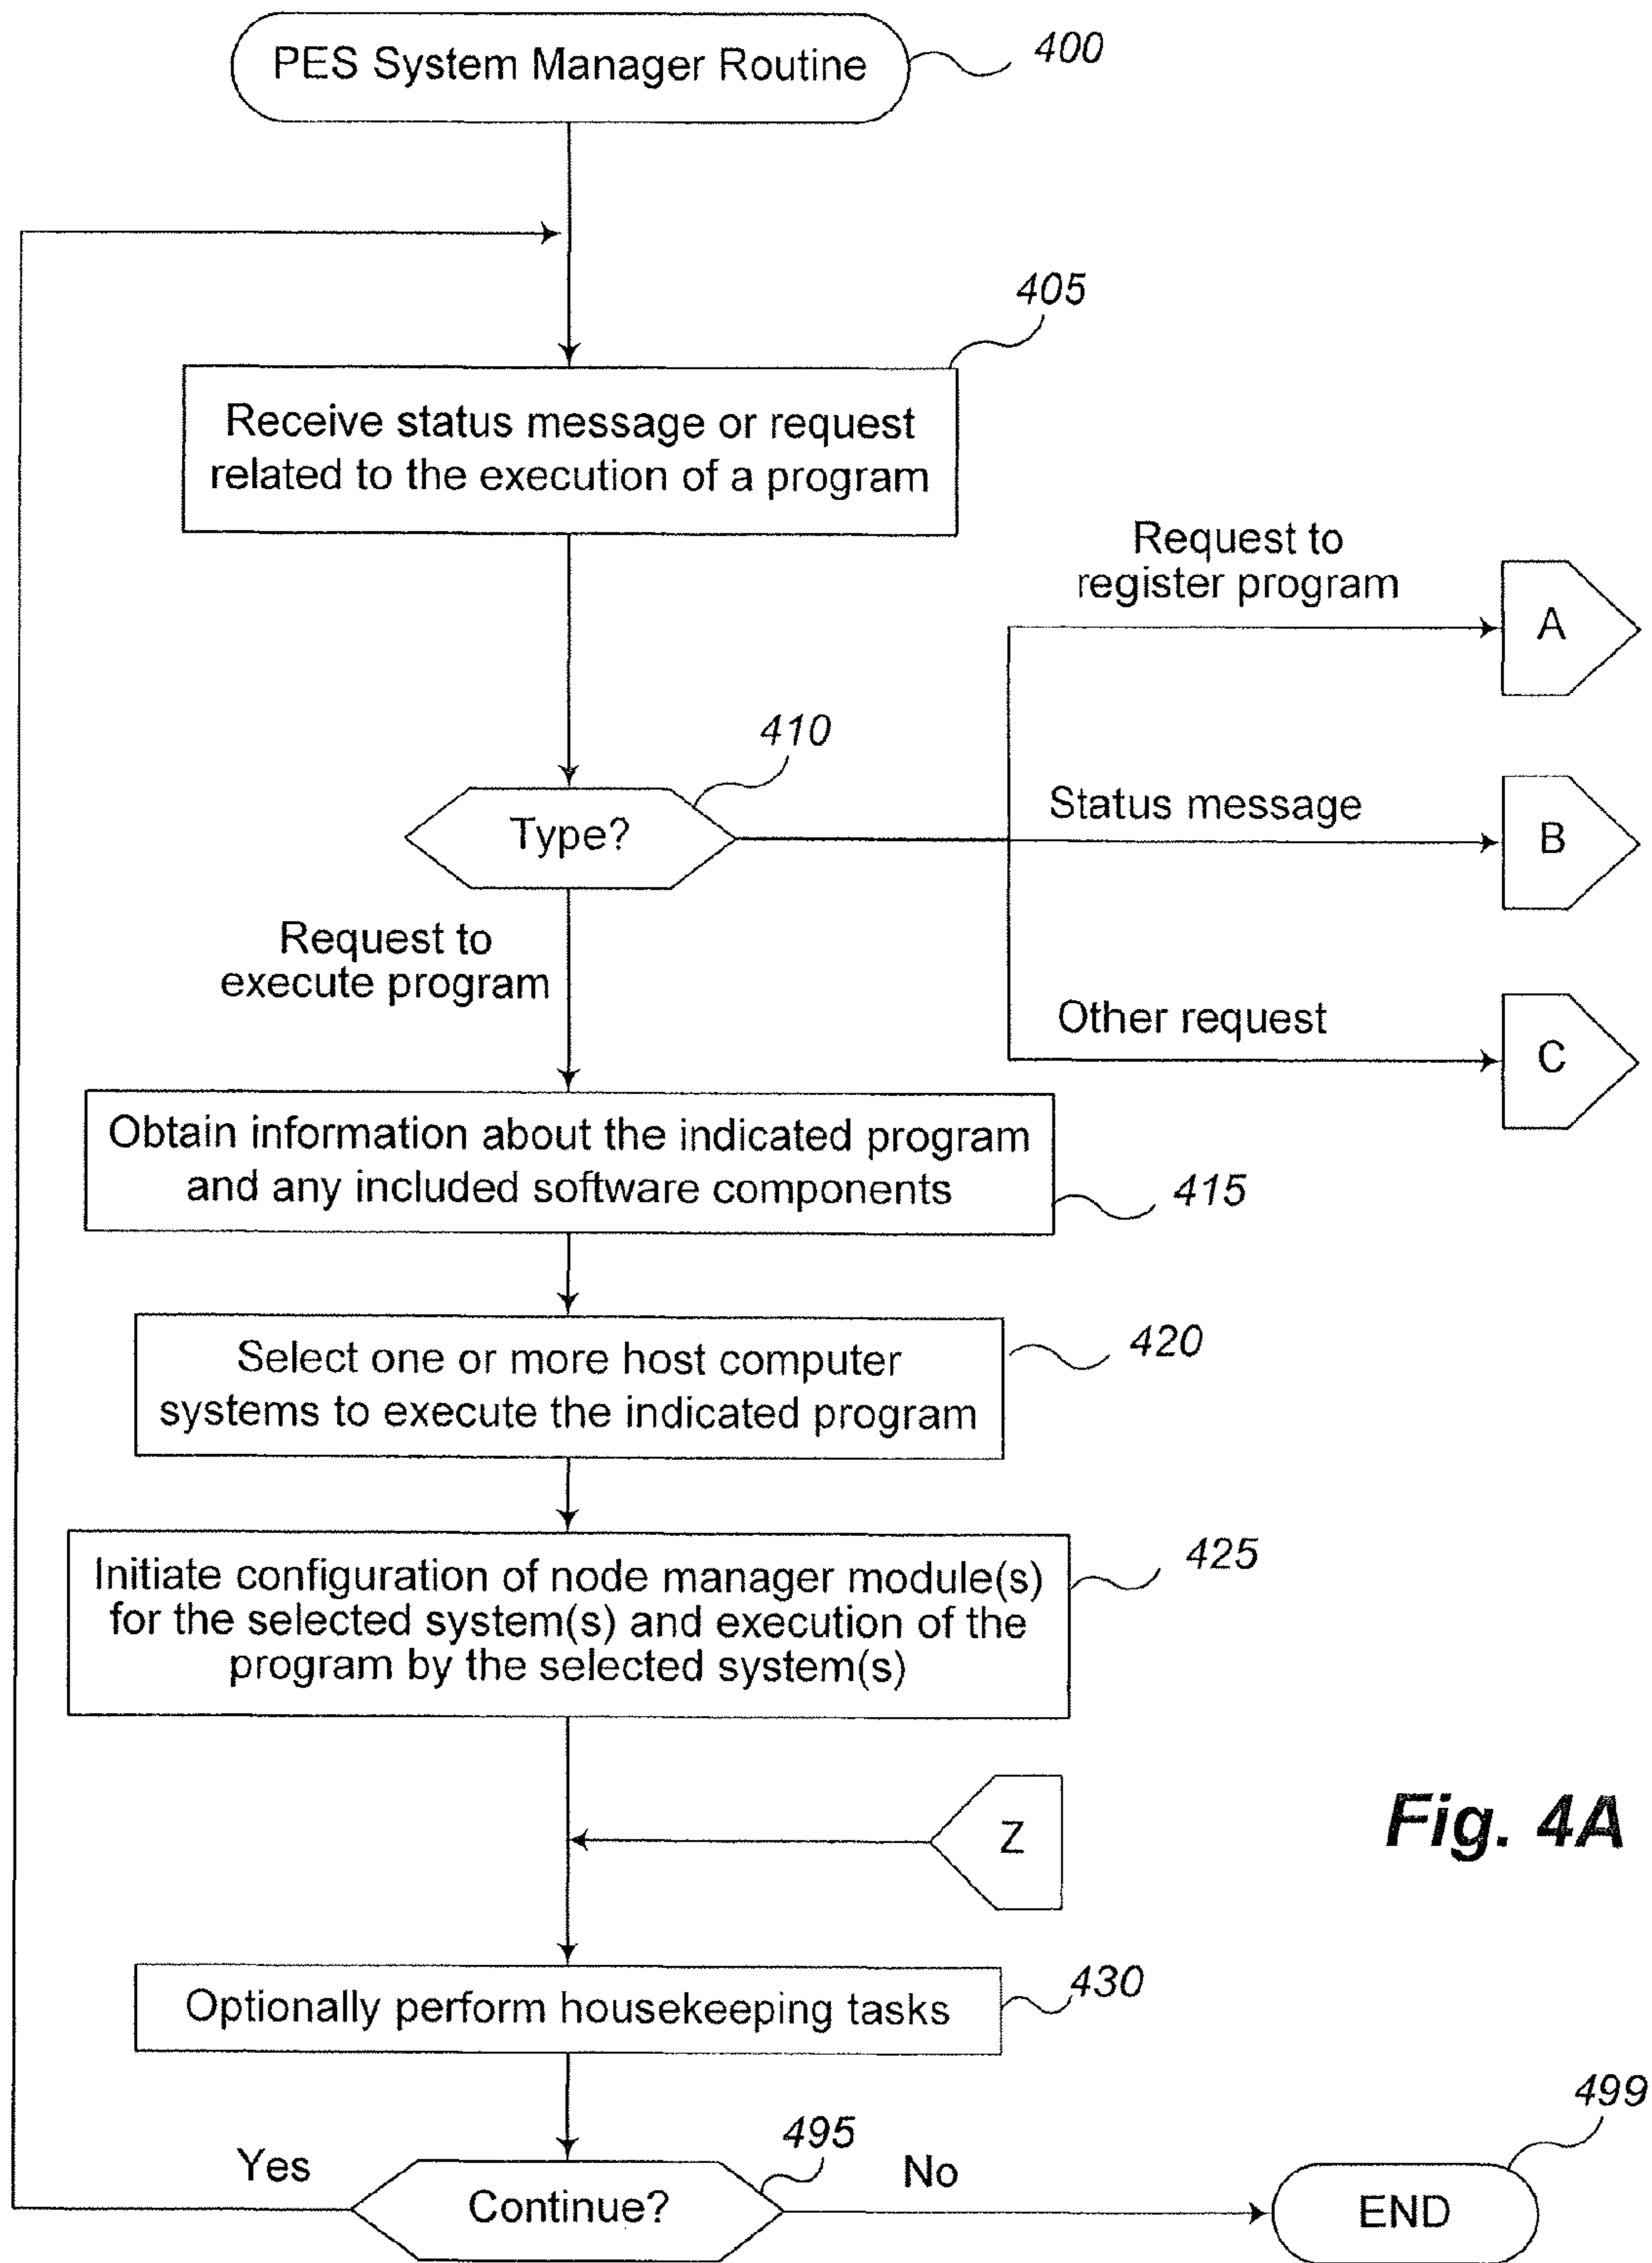 PES System Manager Routine
400
405
Receive status message or request
related to the execution of a program
Request to
register program
A
410
Type?
Status message
B
Request to
execute program
Other request
C
Obtain information about the indicated program
and any included software components
415
Select one or more host computer
systems to execute the indicated program
420
Initiate configuration of node manager module(s)
for the selected system(s) and execution of the
program by the selected system(s)
425
Z
Fig. 4A
Optionally perform housekeeping tasks
430
Yes
Continue?
495
No
END
499